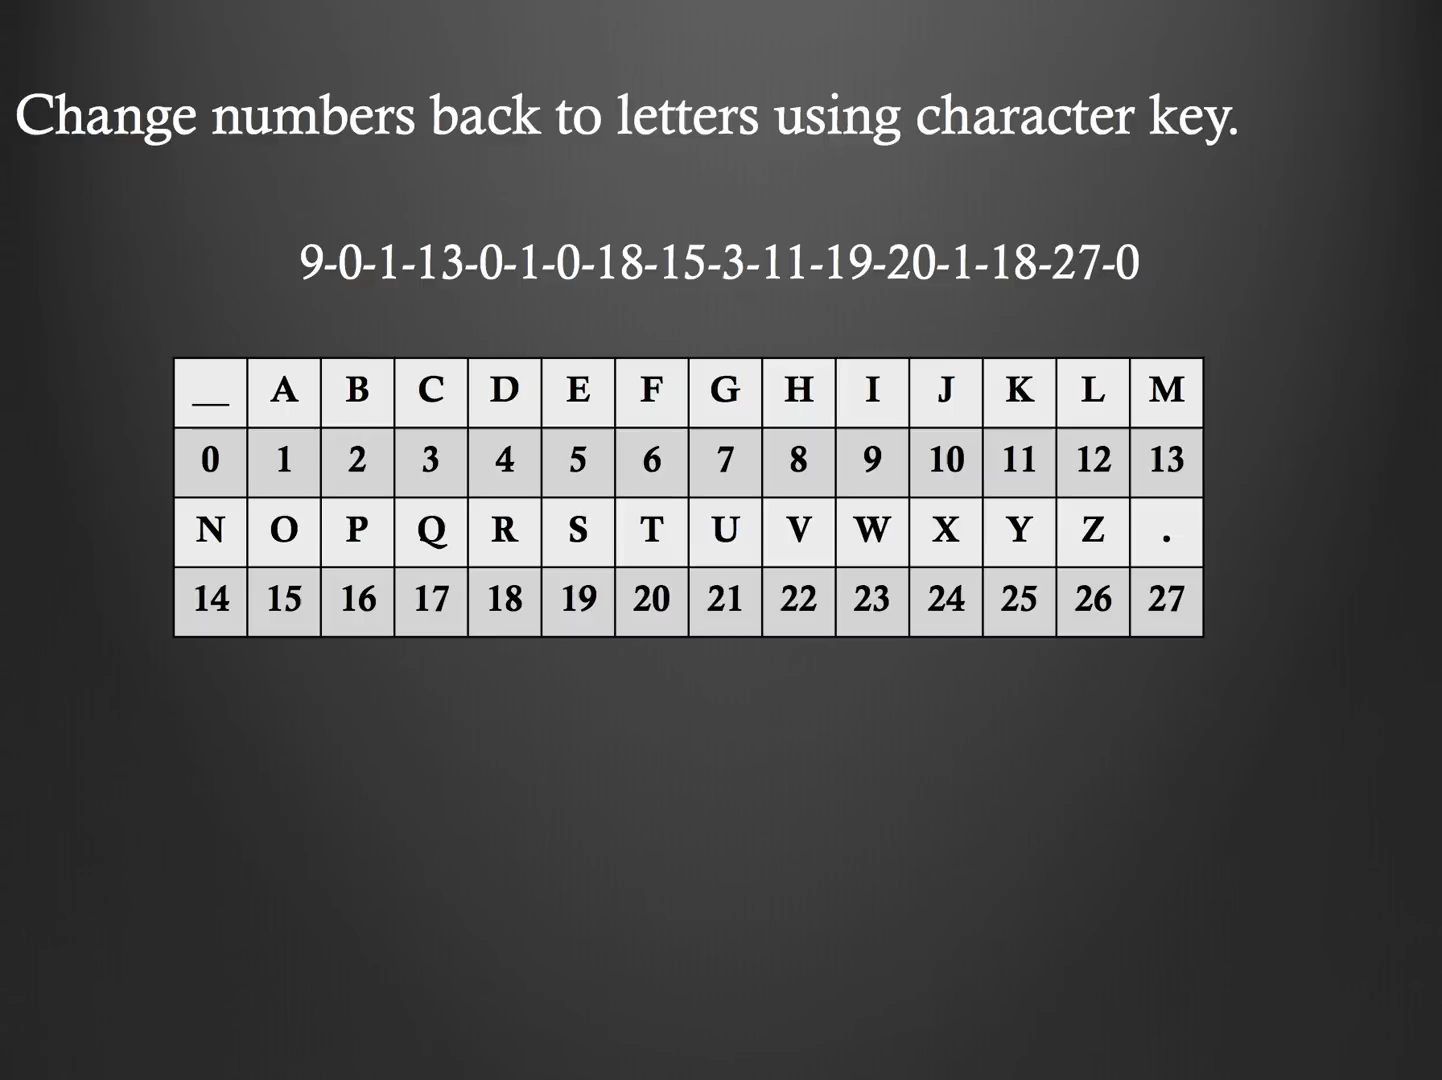 Change numbers back to letters using character key.
9-0-1-13-0-1-0-18-15-3-11-19-20-1-18-27-0
__ A B C D E F G H I J K L M
0 1 2 3 4 5 6 7 8 9 10 11 12 13
N O P Q R S T U V W X Y Z .
14 15 16 17 18 19 20 21 22 23 24 25 26 27